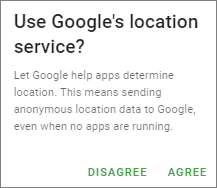 Use Google's location
service?
Let Google help apps determine
location. This means sending
anonymous location data to Google,
even when no apps are running.
DISAGREE AGREE